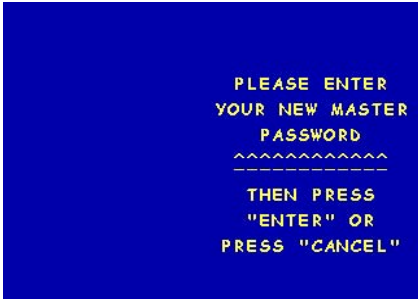 PLEASE ENTER
YOUR NEW MASTER
PASSWORD
^^^^^^^^^^^^
THEN PRESS
"ENTER" OR
PRESS "CANCEL"